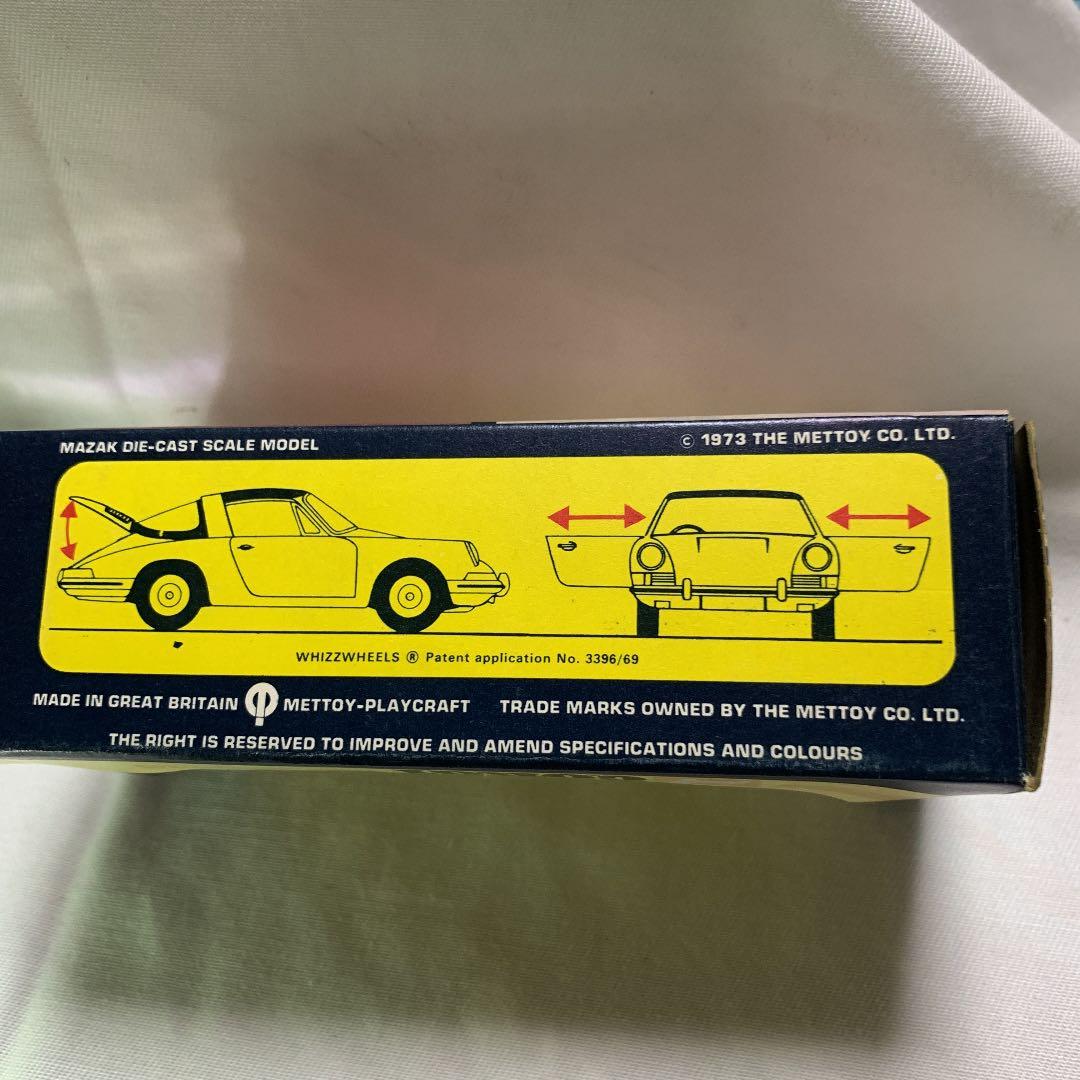 MAZAK DIE-CAST SCALE MODEL
© 1973 THE METTOY CO. LTD.
WHIZZWHEELS ® Patent application No. 3396/69
MADE IN GREAT BRITAIN METTOY-PLAYCRAFT TRADE MARKS OWNED BY THE METTOY CO. LTD.
THE RIGHT IS RESERVED TO IMPROVE AND AMEND SPECIFICATIONS AND COLOURS